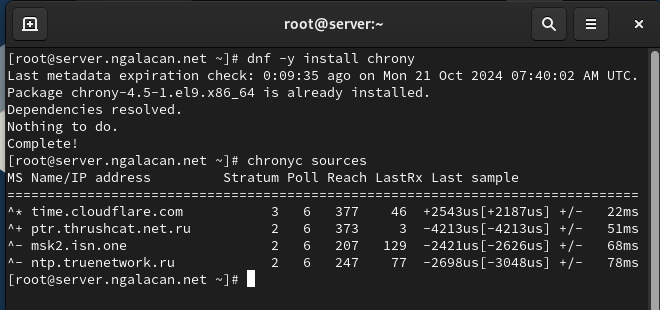 root@server:~
[root@server.ngalacan.net ~]# dnf -y install chrony
Last metadata expiration check: 0:09:35 ago on Mon 21 Oct 2024 07:40:02 AM UTC.
Package chrony-4.5-1.el9.x86_64 is already installed.
Dependencies resolved.
Nothing to do.
Complete!
[root@server.ngalacan.net ~]# chronyc sources
MS Name/IP address         Stratum Poll Reach LastRx Last sample
===============================================================================
^* time.cloudflare.com           3   6   377    46  +2543us[+2187us] +/-   22ms
^+ ptr.thrushcat.net.ru          2   6   373     3  -4213us[-4213us] +/-   51ms
^- msk2.isn.one                  2   6   207   129  -2421us[-2626us] +/-   68ms
^- ntp.truenetwork.ru            2   6   247    77  -2698us[-3048us] +/-   78ms
[root@server.ngalacan.net ~]#